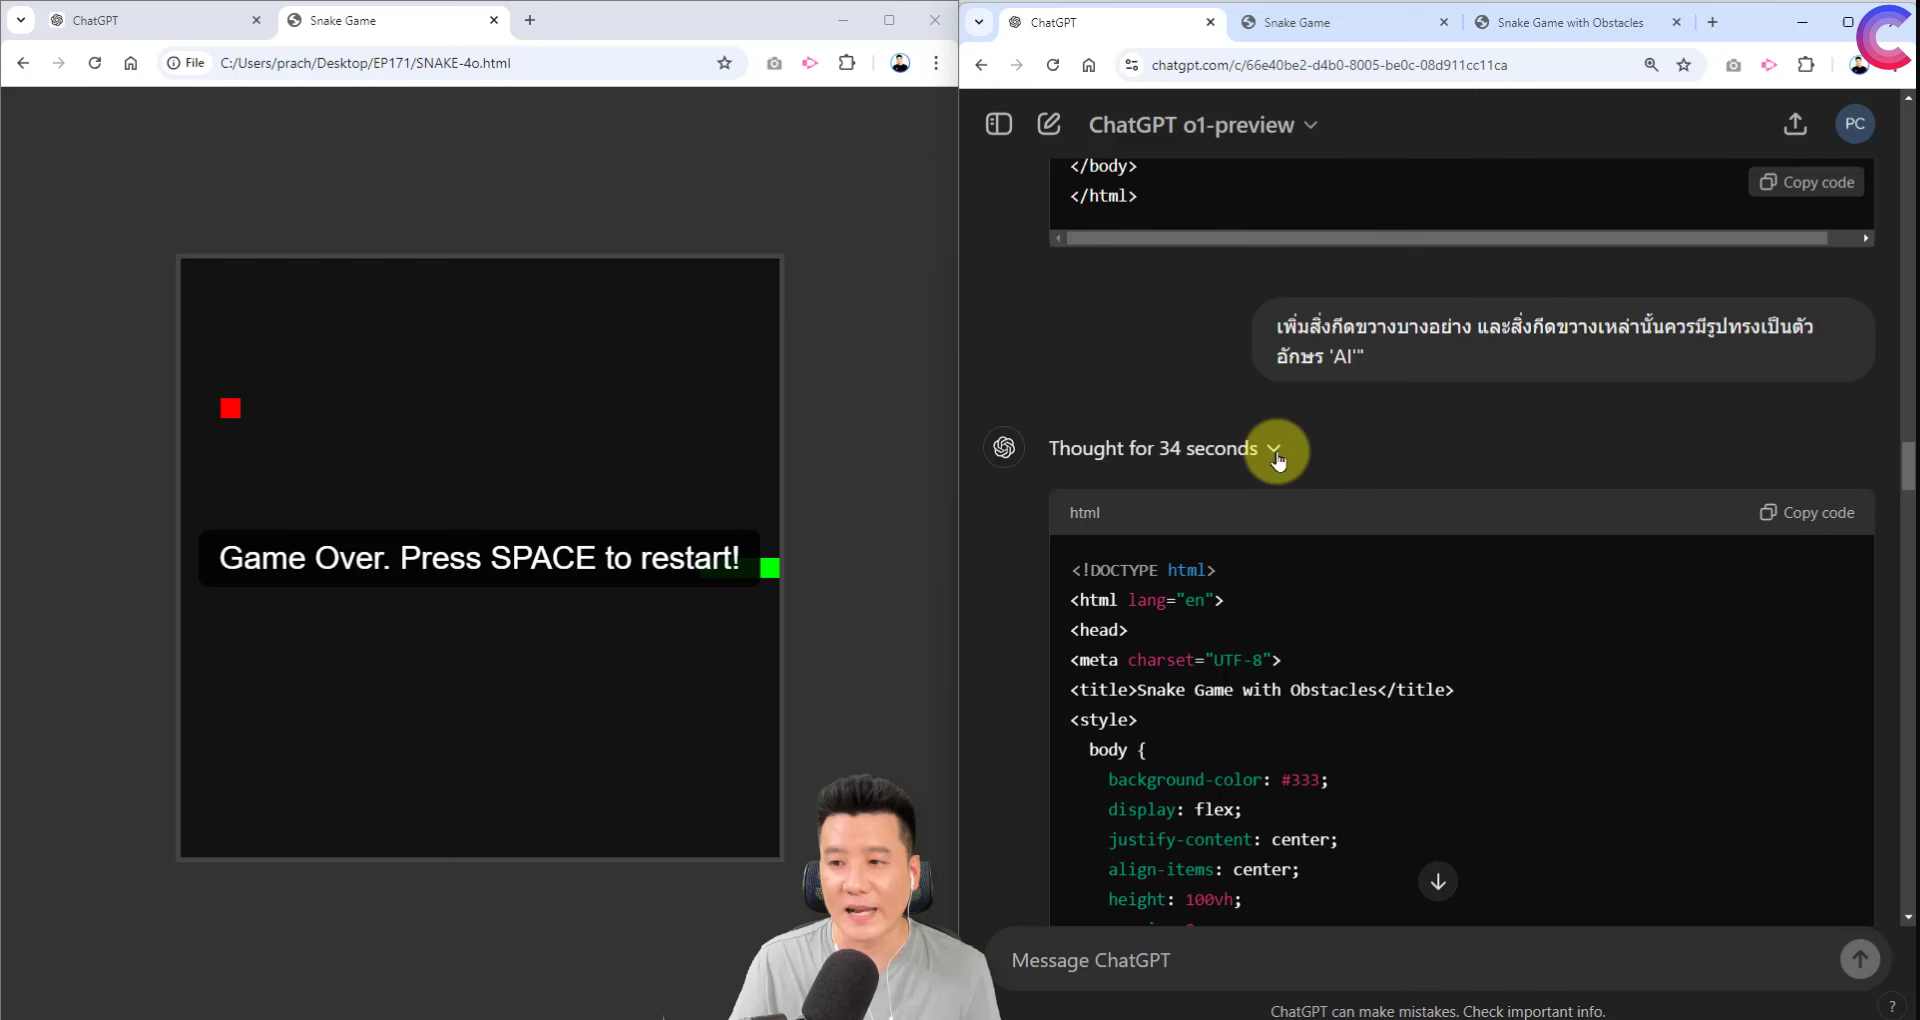 ChatGPT
Snake Game
File
C:/Users/prach/Desktop/EP171/SNAKE-4o.html
Game Over. Press SPACE to restart!
ChatGPT
Snake Game
Snake Game with Obstacles
chatgpt.com/c/66e40be2-d4b0-8005-be0c-08d911cc11ca
ChatGPT o1-preview
PC
</body>
</html>
Copy code
เพิ่มสิ่งกีดขวางบางอย่าง และสิ่งกีดขวางเหล่านั้นควรมีรูปทรงเป็นตัว
อักษร 'AI'"
Thought for 34 seconds
html
Copy code
<!DOCTYPE html>
<html lang="en">
<head>
<meta charset="UTF-8">
<title>Snake Game with Obstacles</title>
<style>
body {
background-color: #333;
display: flex;
justify-content: center;
align-items: center;
height: 100vh;
Message ChatGPT
ChatGPT can make mistakes. Check important info.
?